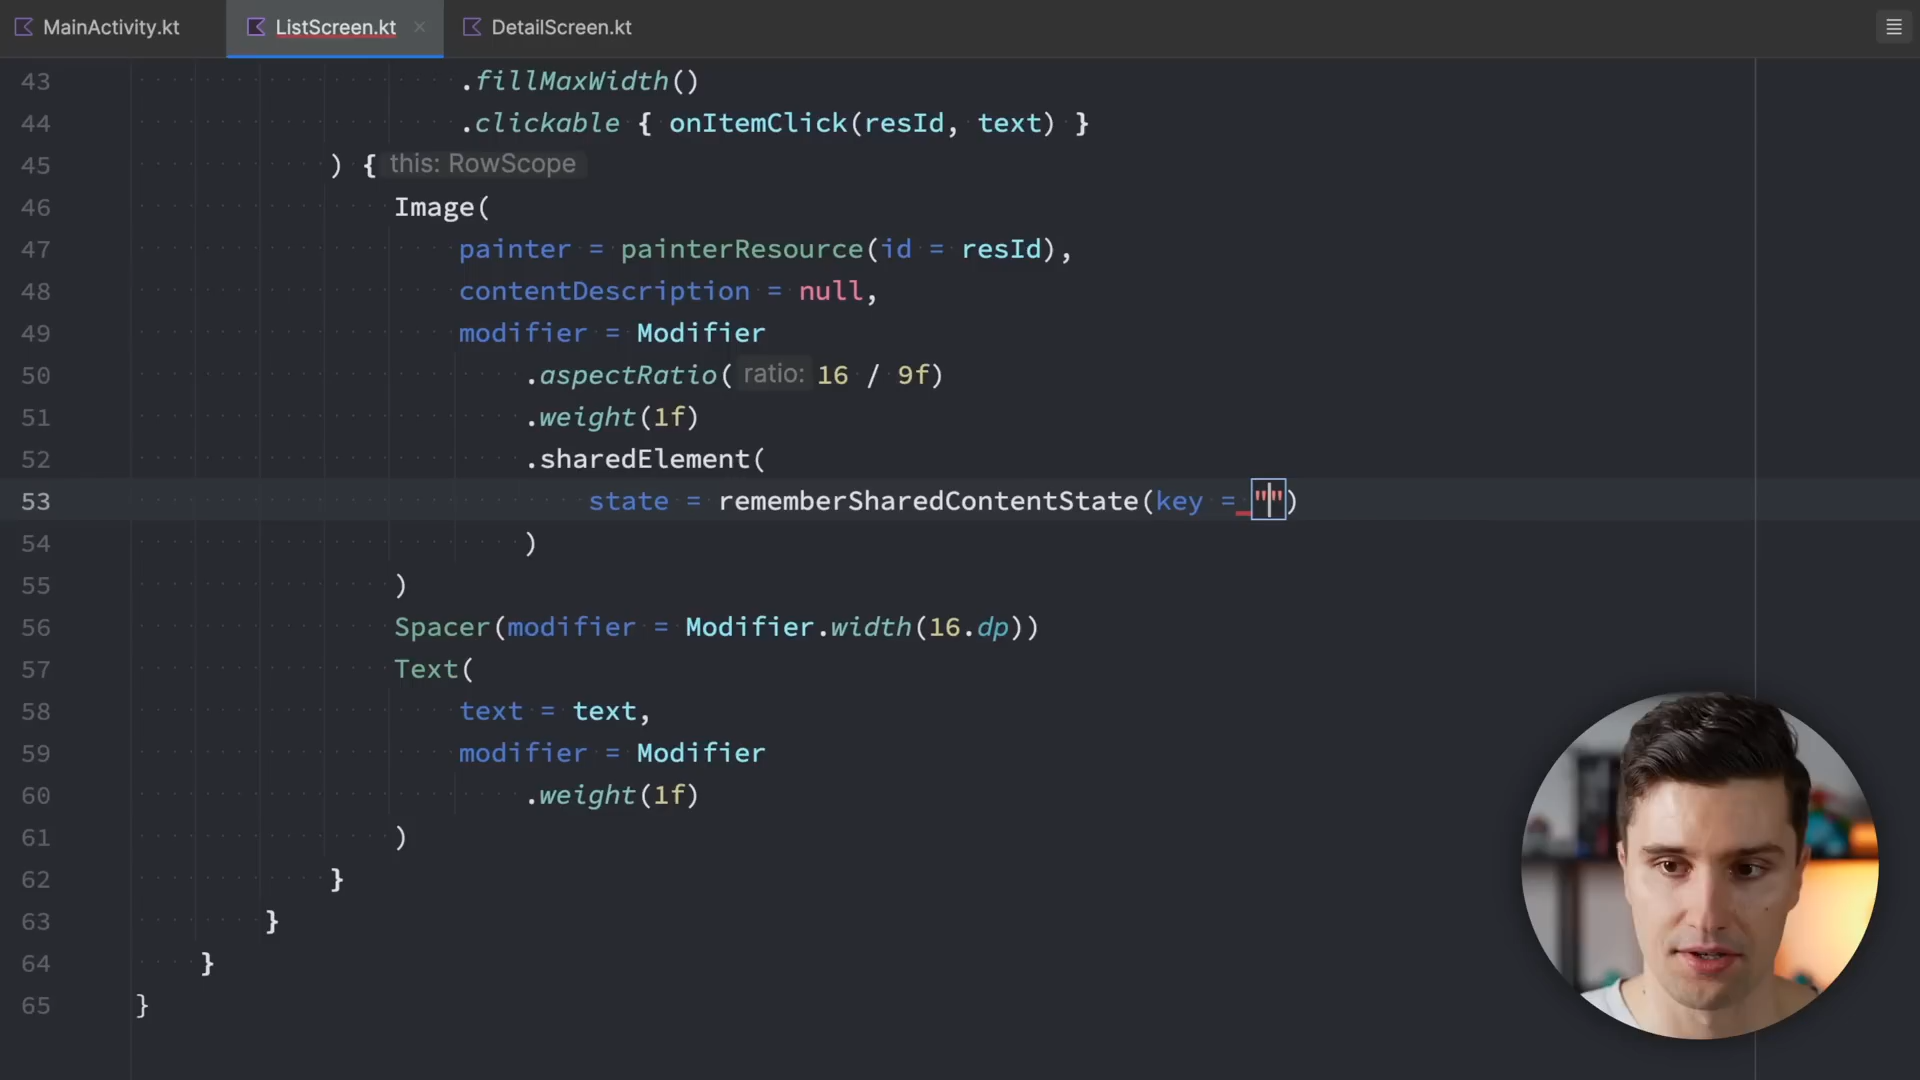 MainActivity.kt ListScreen.kt × DetailScreen.kt
43 .fillMaxWidth()
44 .clickable { onItemClick(resId, text) }
45 ) { this: RowScope
46 Image(
47 painter = painterResource(id = resId),
48 contentDescription = null,
49 modifier = Modifier
50 .aspectRatio( ratio: 16 / 9f)
51 .weight(1f)
52 .sharedElement(
53 state = rememberSharedContentState(key = "")
54 )
55 )
56 Spacer(modifier = Modifier.width(16.dp))
57 Text(
58 text = text,
59 modifier = Modifier
60 .weight(1f)
61 )
62 }
63 }
64 }
65 }